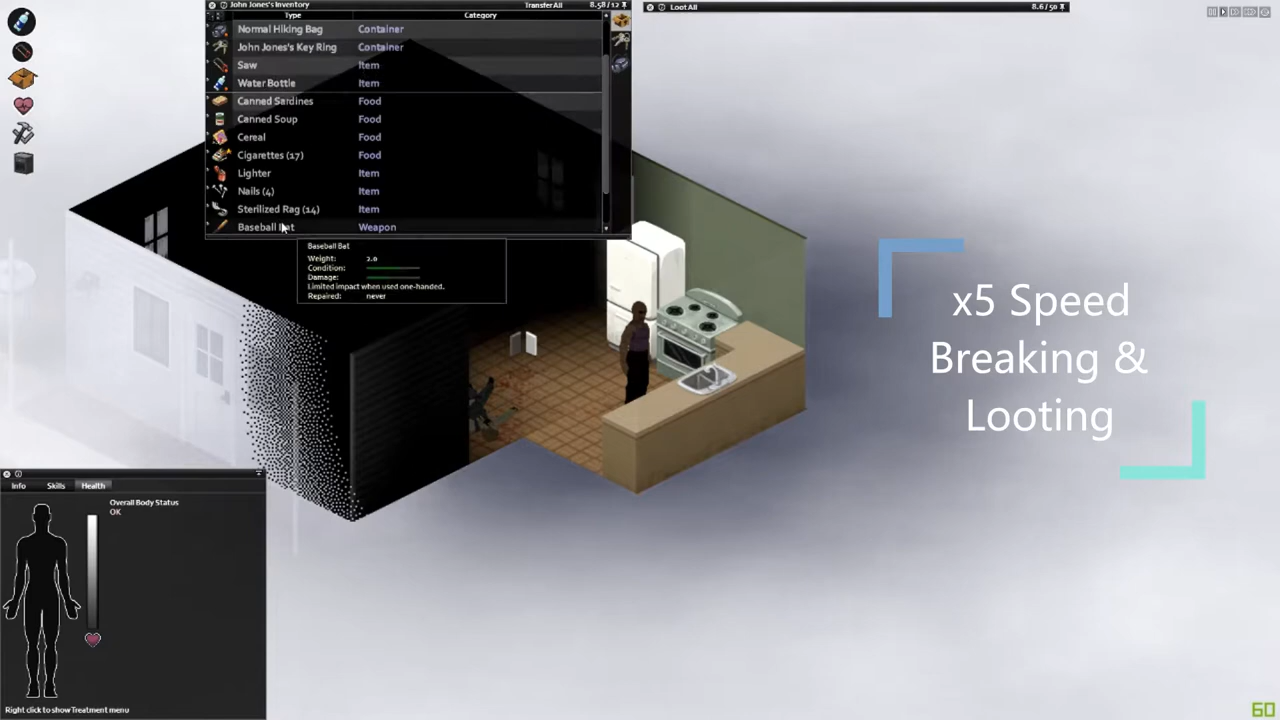 John Jones's Inventory Transfer All 8.58/12
Loot All 8.6/50
Type Category
Normal Hiking Bag Container
John Jones's Key Ring Container
Saw Item
Water Bottle Item
Canned Sardines Food
Canned Soup Food
Cereal Food
Cigarettes (17) Food
Lighter Item
Nails (4) Item
Sterilized Rag (14) Item
Baseball Bat Weapon
Baseball Bat
Weight: 2.0
Condition:
Damage:
Limited impact when used one-handed.
Repaired: never
x5 Speed
Breaking &
Looting
Info Skills Health
Overall Body Status
OK
Right click to show Treatment menu
60